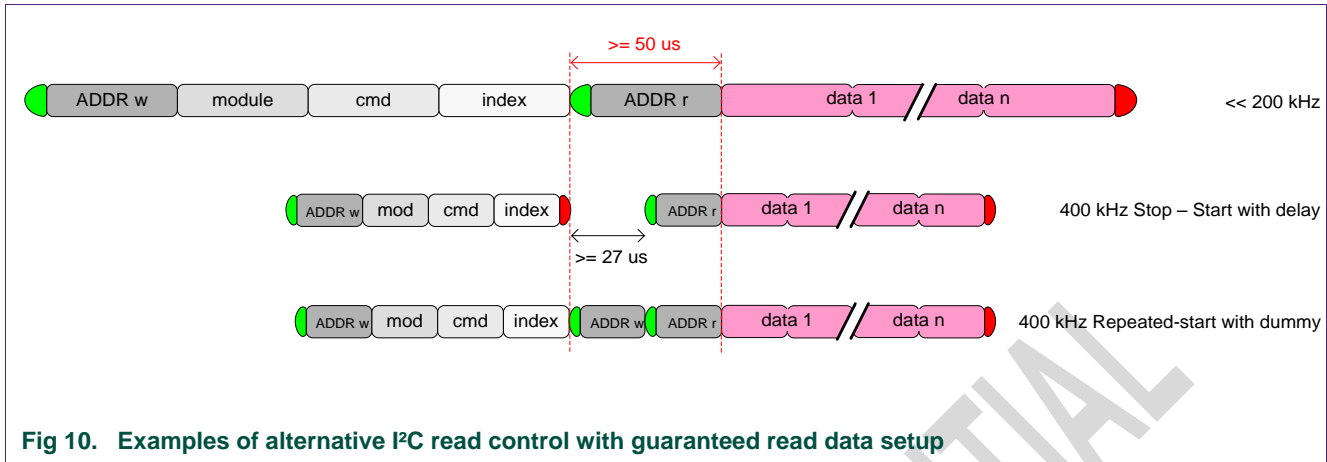 >= 50 us
ADDR w module cmd index ADDR r data 1 data n << 200 kHz
ADDR w mod cmd index ADDR r data 1 data n 400 kHz Stop – Start with delay
>= 27 us
ADDR w mod cmd index ADDR w ADDR r data 1 data n 400 kHz Repeated-start with dummy
Fig 10. Examples of alternative I²C read control with guaranteed read data setup